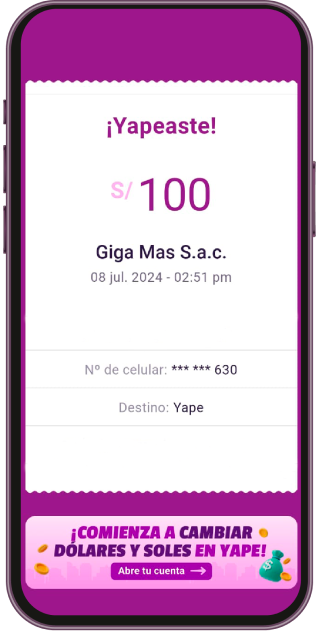 ¡Yapeaste!
S/ 100
Giga Mas S.a.c.
08 jul. 2024 - 02:51 pm
Nº de celular: *** *** 630
Destino: Yape
¡COMIENZA A CAMBIAR
DÓLARES Y SOLES EN YAPE!
Abre tu cuenta